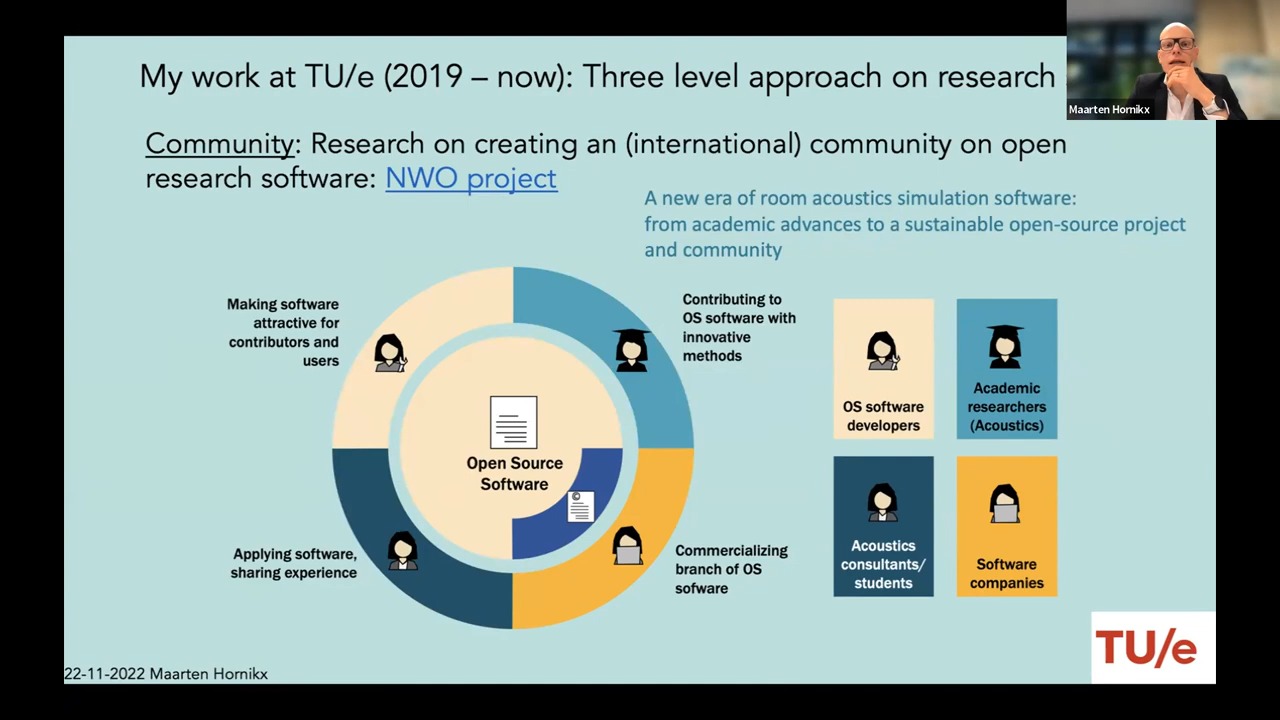 My work at TU/e (2019 – now): Three level approach on research
Maarten Hornikx
Community: Research on creating an (international) community on open
research software: NWO project
A new era of room acoustics simulation software:
from academic advances to a sustainable open-source project
and community
Making software
attractive for
contributors and
users
Contributing to
OS software with
innovative
methods
Open Source
Software
©
Applying software,
sharing experience
Commercializing
branch of OS
sofware
OS software
developers
Academic
researchers
(Acoustics)
Acoustics
consultants/
students
Software
companies
22-11-2022 Maarten Hornikx
TU/e